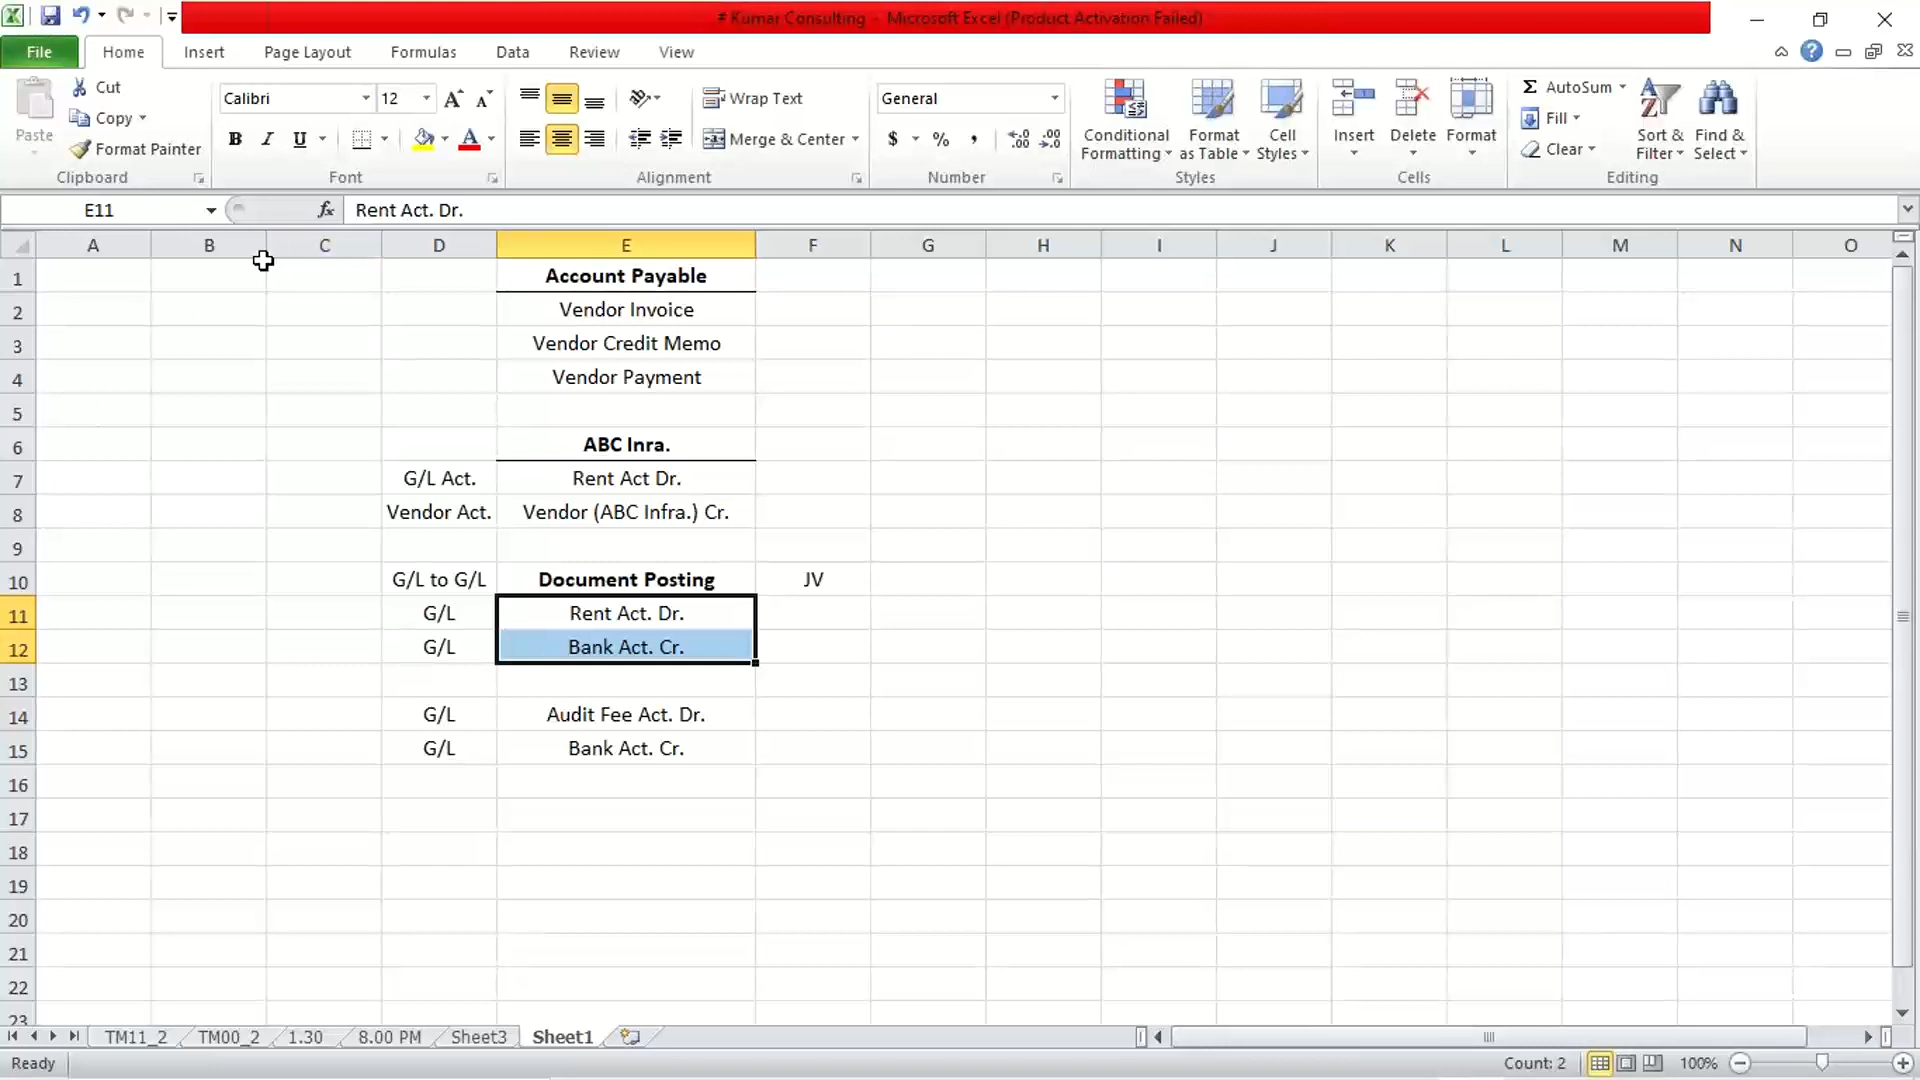 # Kumar Consulting - Microsoft Excel (Product Activation Failed)
File Home Insert Page Layout Formulas Data Review View
Paste
Cut
Copy
Format Painter
Clipboard
Calibri 12
B I U
Font
Wrap Text
Merge & Center
Alignment
General
$ % ,
Number
Conditional Formatting
Format as Table
Cell Styles
Styles
Insert Delete Format
Cells
AutoSum
Fill
Clear
Sort & Filter
Find & Select
Editing
E11 fx Rent Act. Dr.
A B C D E F G H I J K L M N O
1 Account Payable
2 Vendor Invoice
3 Vendor Credit Memo
4 Vendor Payment
5
6 ABC Inra.
7 G/L Act. Rent Act Dr.
8 Vendor Act. Vendor (ABC Infra.) Cr.
9
10 G/L to G/L Document Posting JV
11 G/L Rent Act. Dr.
12 G/L Bank Act. Cr.
13
14 G/L Audit Fee Act. Dr.
15 G/L Bank Act. Cr.
16
17
18
19
20
21
22
23
TM11_2 TM00_2 1.30 8.00 PM Sheet3 Sheet1
Ready Count: 2 100%